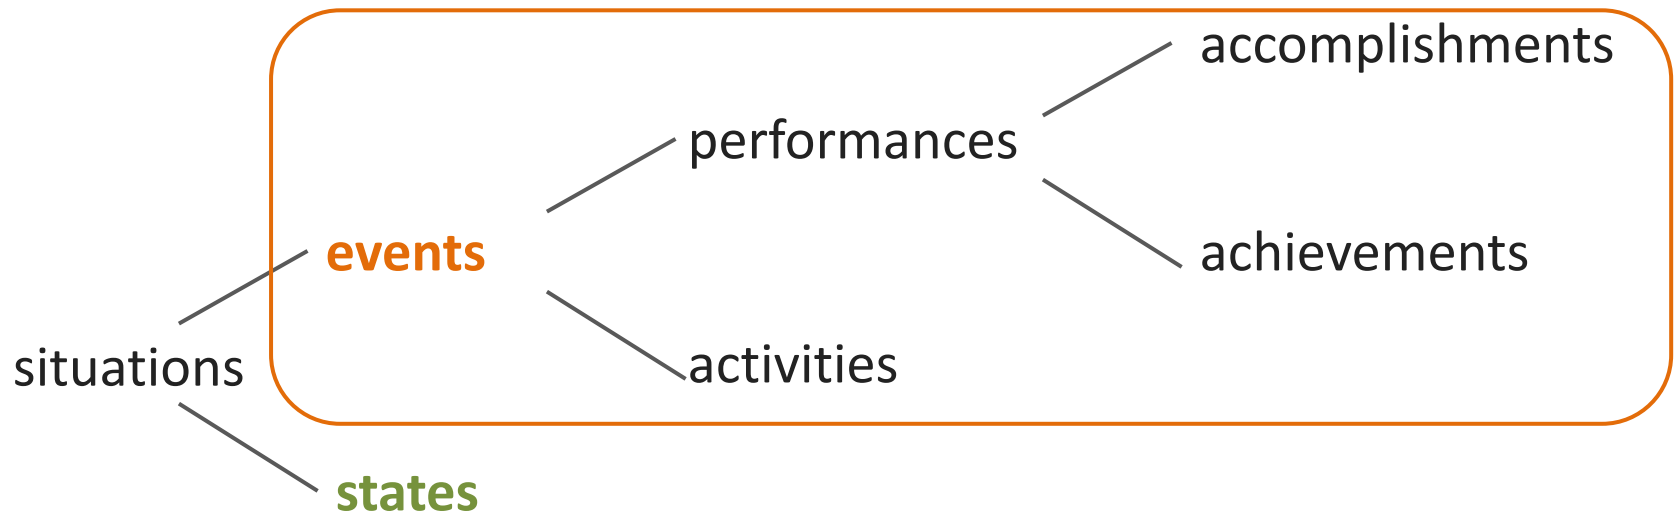 accomplishments
performances
events
achievements
situations
activities
states